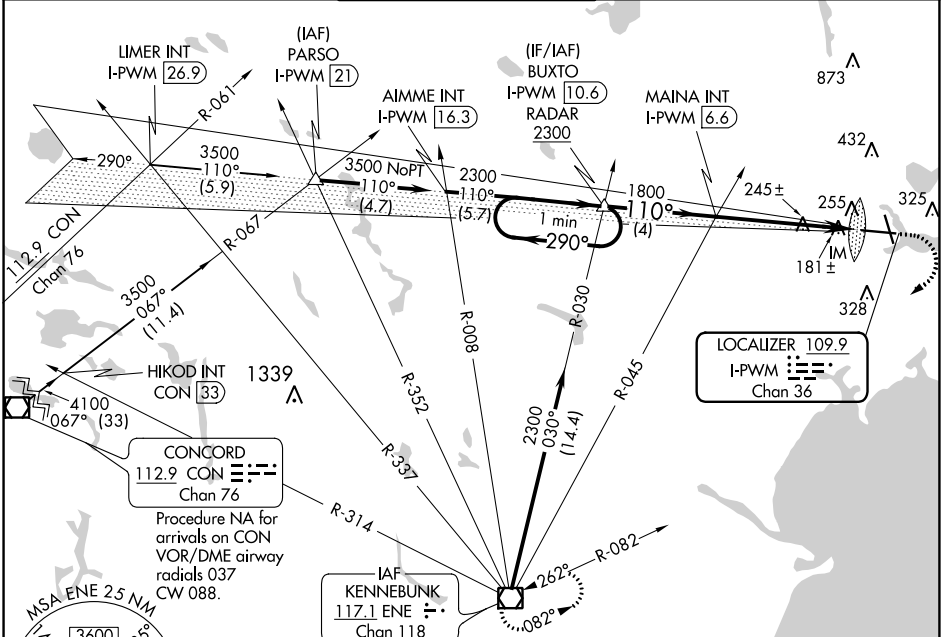 (IAF)
PARSO
I-PWM 21
LIMER INT
I-PWM 26.9
R-061
AIMME INT
I-PWM 16.3
(IF/IAF)
BUXTO
I-PWM 10.6
RADAR
2300
MAINA INT
I-PWM 6.6
873
432
325
255
245±
181±
IM
328
290°
3500
110°
(5.9)
3500 NoPT
110°
(4.7)
2300
110°
(5.7)
1800
110°
(4)
1 min
290°
112.9 CON
Chan 76
R-067
3500
067°
(11.4)
HIKOD INT
CON 33
1339
4100
067° (33)
R-337
R-352
R-008
R-030
2300
030°
(14.4)
R-045
LOCALIZER 109.9
I-PWM
Chan 36
CONCORD
112.9 CON
Chan 76
Procedure NA for
arrivals on CON
VOR/DME airway
radials 037
CW 088.
R-314
IAF
KENNEBUNK
117.1 ENE
Chan 118
262°
R-082
082°
MSA ENE 25 NM
3600